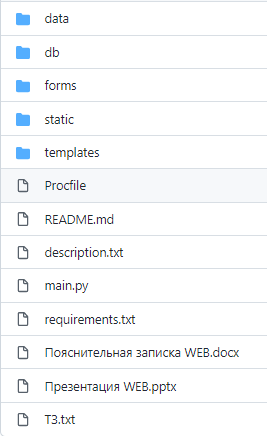 data
db
forms
static
templates
Procfile
README.md
description.txt
main.py
requirements.txt
Пояснительная записка WEB.docx
Презентация WEB.pptx
ТЗ.txt